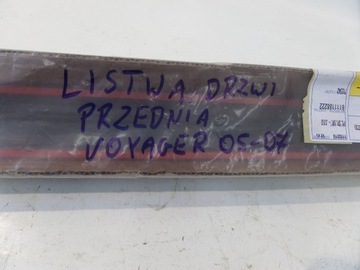 LISTWA DRZWI
PRZEDNIA
VOYAGER 05-07